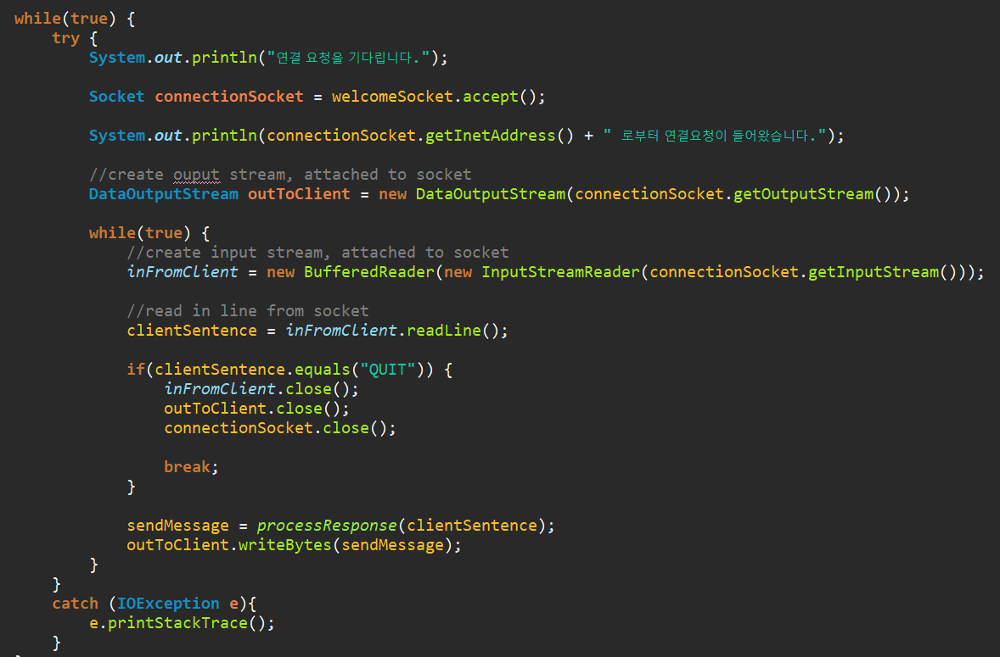 while(true) {
try {
System.out.println("연결 요청을 기다립니다.");
Socket connectionSocket = welcomeSocket.accept();
System.out.println(connectionSocket.getInetAddress() + " 로부터 연결요청이 들어왔습니다.");
//create ouput stream, attached to socket
DataOutputStream outToClient = new DataOutputStream(connectionSocket.getOutputStream());
while(true) {
//create input stream, attached to socket
inFromClient = new BufferedReader(new InputStreamReader(connectionSocket.getInputStream()));
//read in line from socket
clientSentence = inFromClient.readLine();
if(clientSentence.equals("QUIT")) {
inFromClient.close();
outToClient.close();
connectionSocket.close();
break;
}
sendMessage = processResponse(clientSentence);
outToClient.writeBytes(sendMessage);
}
}
catch (IOException e){
e.printStackTrace();
}